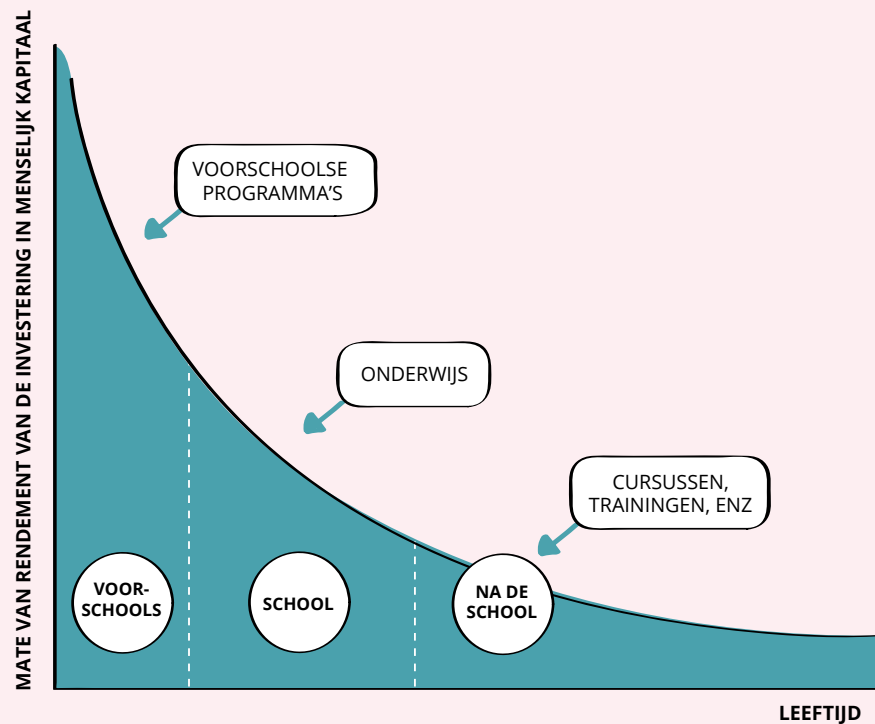 MATE VAN RENDEMENT VAN DE INVESTERING IN MENSELIJK KAPITAAL
VOORSCHOOLSE
PROGRAMMA'S
ONDERWIJS
CURSUSSEN,
TRAININGEN, ENZ
VOOR-
SCHOOLS
SCHOOL
NA DE
SCHOOL
LEEFTIJD